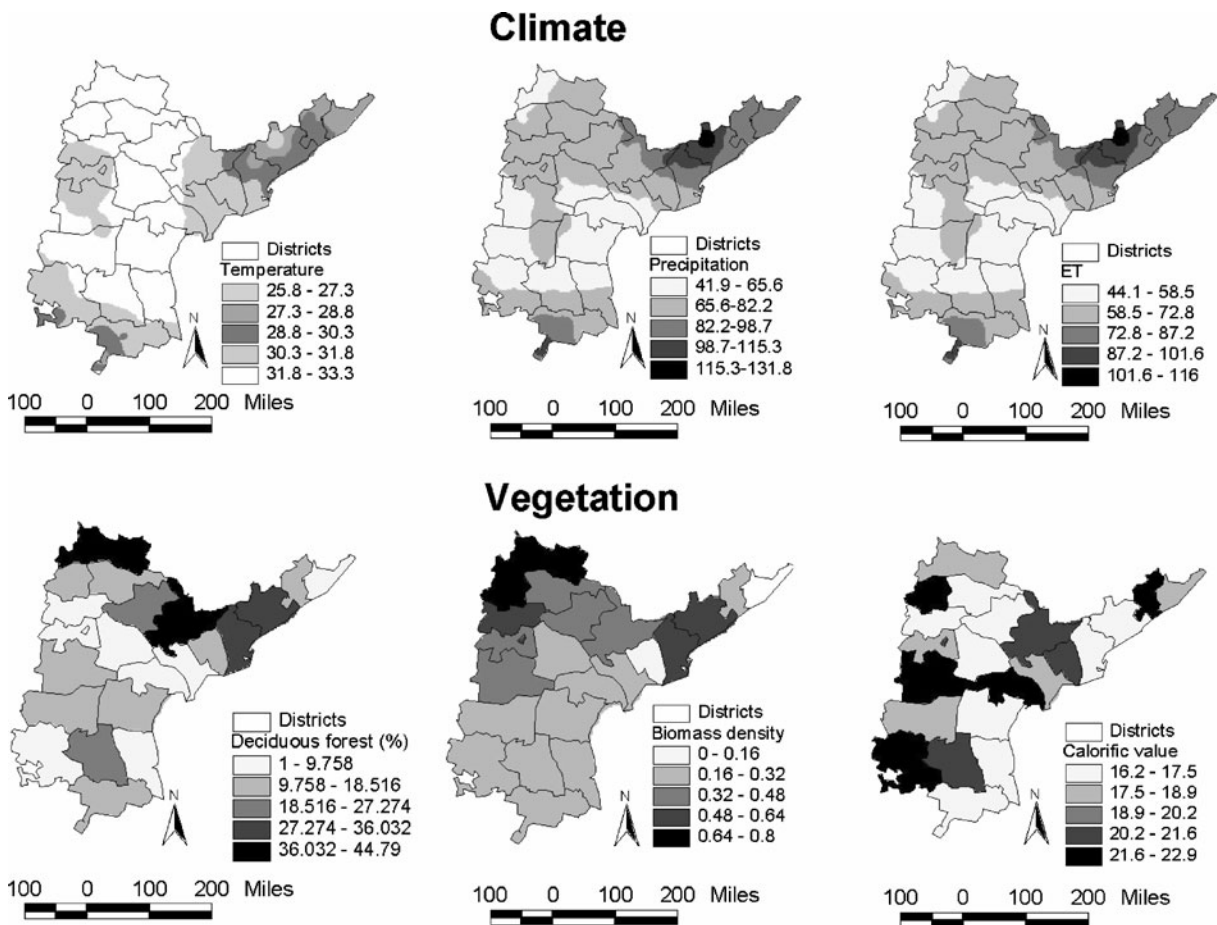 Climate
N
Districts
Temperature
25.8 - 27.3
27.3 - 28.8
28.8 - 30.3
30.3 - 31.8
31.8 - 33.3
100 0 100 200 Miles
N
Districts
Precipitation
41.9 - 65.6
65.6-82.2
82.2-98.7
98.7-115.3
115.3-131.8
100 0 100 200 Miles
N
Districts
ET
44.1 - 58.5
58.5 - 72.8
72.8 - 87.2
87.2 - 101.6
101.6 - 116
100 0 100 200 Miles
Vegetation
N
Districts
Deciduous forest (%)
1 - 9.758
9.758 - 18.516
18.516 - 27.274
27.274 - 36.032
36.032 - 44.79
100 0 100 200 Miles
N
Districts
Biomass density
0 - 0.16
0.16 - 0.32
0.32 - 0.48
0.48 - 0.64
0.64 - 0.8
100 0 100 200 Miles
N
Districts
Calorific value
16.2 - 17.5
17.5 - 18.9
18.9 - 20.2
20.2 - 21.6
21.6 - 22.9
100 0 100 200 Miles